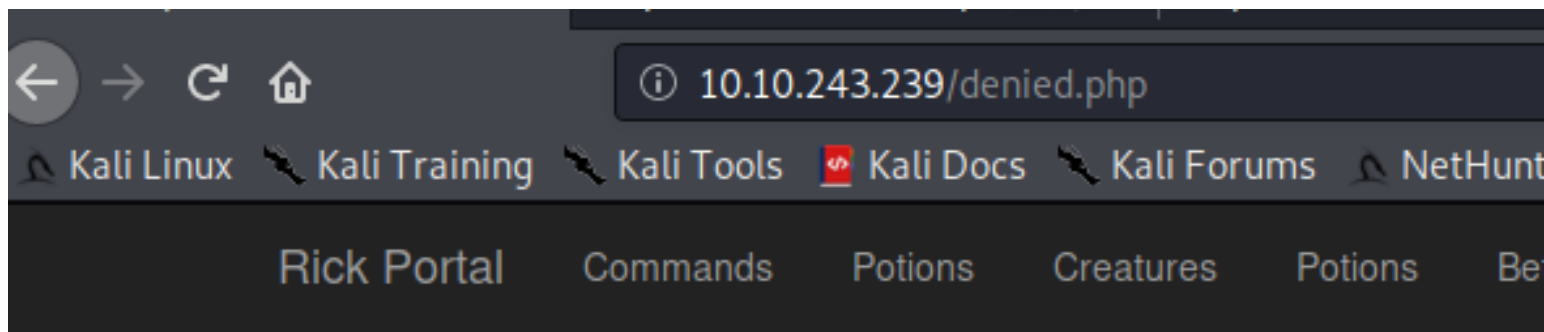 10.10.243.239/denied.php
Kali Linux Kali Training Kali Tools Kali Docs Kali Forums NetHunt
Rick Portal Commands Potions Creatures Potions Be